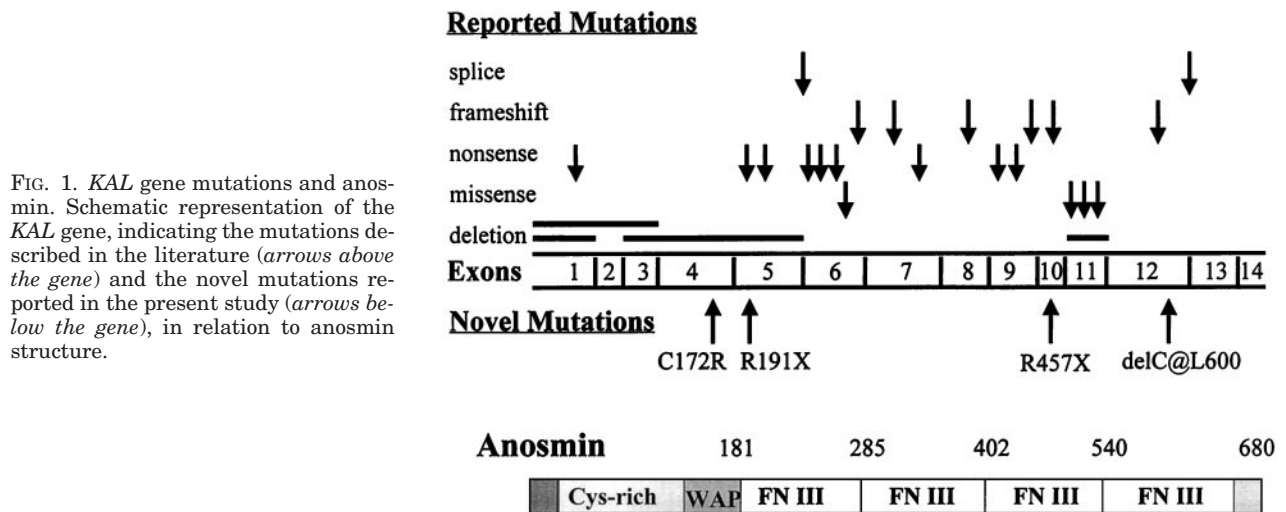 FIG. 1. KAL gene mutations and anos-
min. Schematic representation of the
KAL gene, indicating the mutations de-
scribed in the literature (arrows above
the gene) and the novel mutations re-
ported in the present study (arrows be-
low the gene), in relation to anosmin
structure.
Reported Mutations
splice
frameshift
nonsense
missense
deletion
Exons 1 2 3 4 5 6 7 8 9 10 11 12 13 14
Novel Mutations
C172R R191X R457X delC@L600
Anosmin 181 285 402 540 680
Cys-rich WAP FN III FN III FN III FN III